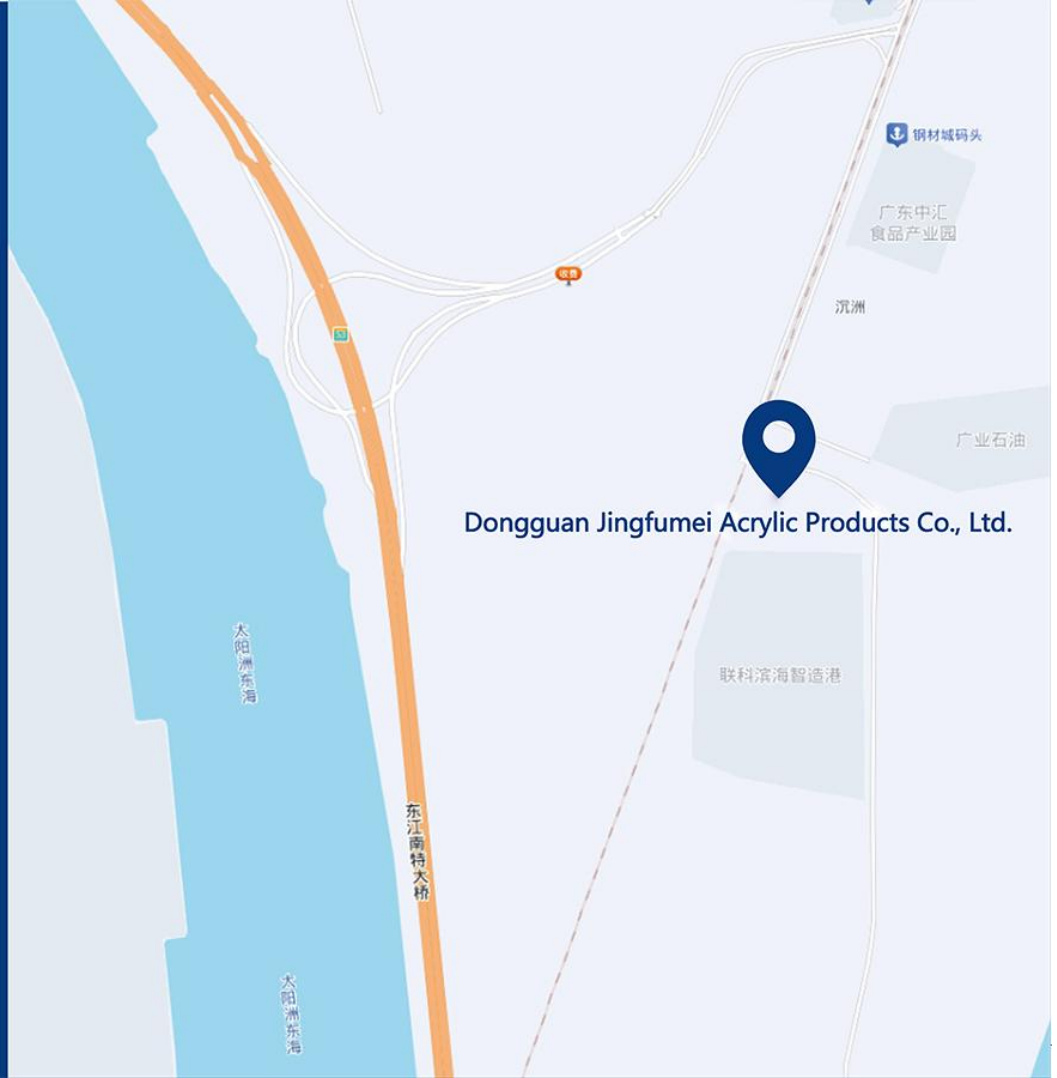 钢材城码头
广东中汇
食品产业园
收费
沉洲
广业石油
Dongguan Jingfumei Acrylic Products Co., Ltd.
太阳洲东海
联科滨海智造港
东江南特大桥
太阳洲东海